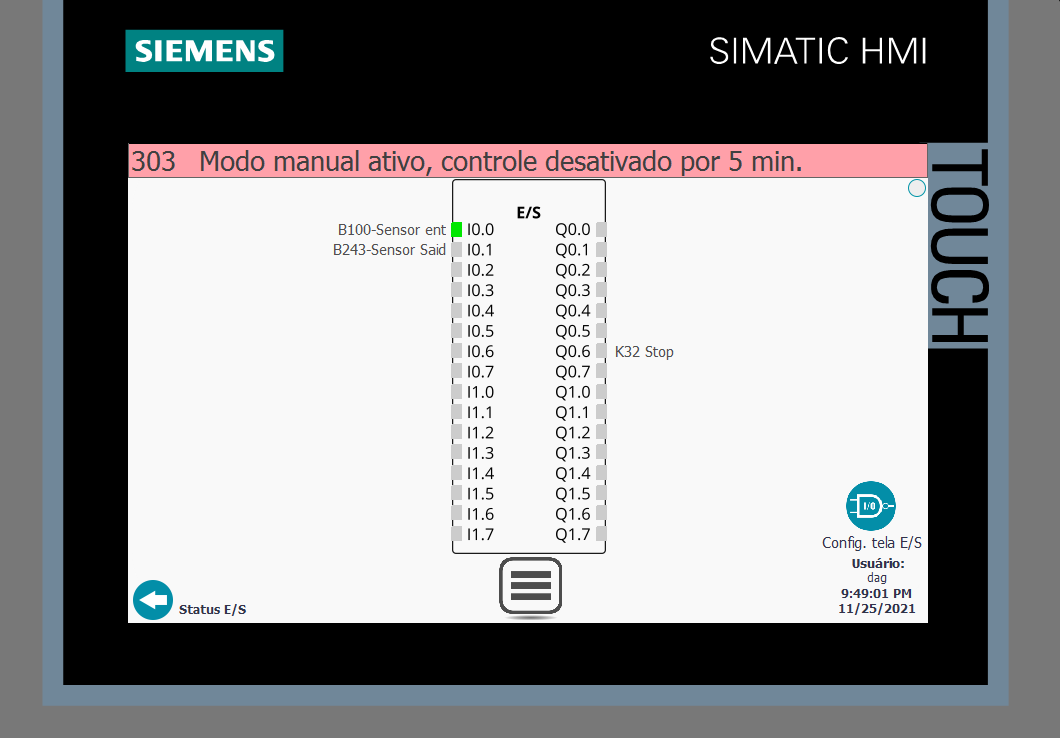 SIEMENS
SIMATIC HMI
TOUCH
303 Modo manual ativo, controle desativado por 5 min.
E/S
B100-Sensor ent I0.0 Q0.0
B243-Sensor Said I0.1 Q0.1
I0.2 Q0.2
I0.3 Q0.3
I0.4 Q0.4
I0.5 Q0.5
I0.6 Q0.6 K32 Stop
I0.7 Q0.7
I1.0 Q1.0
I1.1 Q1.1
I1.2 Q1.2
I1.3 Q1.3
I1.4 Q1.4
I1.5 Q1.5
I1.6 Q1.6
I1.7 Q1.7
I/O
Config. tela E/S
Usuário:
dag
9:49:01 PM
11/25/2021
Status E/S